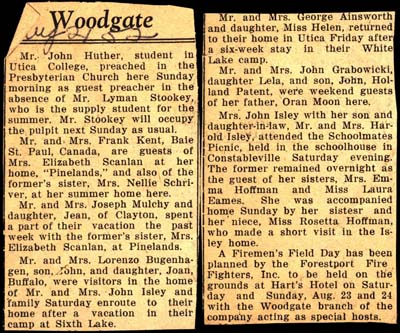 Woodgate
Mr. John Huther, student in
Utica College, preached in the
Presbyterian Church here Sunday
morning as guest preacher in the
absence of Mr. Lyman Stookey,
who is the supply student for the
summer. Mr. Stookey will occupy
the pulpit next Sunday as usual.
Mr. and Mrs. Frank Kent, Baie
St. Paul, Canada, are guests of
Mrs. Elizabeth Scanlan at her
home, "Pinelands," and also of the
former's sister, Mrs. Nellie Schri-
ver, at her summer home here.
Mr. and Mrs. Joseph Mulchy and
daughter, Jean, of Clayton, spent
a part of their vacation the past
week with the former's sister, Mrs.
Elizabeth Scanlan, at Pinelands.
Mr. and Mrs. Lorenzo Bugenha-
gen, son, John, and daughter, Joan,
Buffalo, were visitors in the home
of Mr. and Mrs. John Isley and
family Saturday enroute to their
home after a vacation in their
camp at Sixth Lake.
Mr. and Mrs. George Ainsworth
and daughter, Miss Helen, returned
to their home in Utica Friday after
a six-week stay in their White
Lake camp.
Mr. and Mrs. John Grabowicki,
daughter Lela, and son, John, Hol-
land Patent, were weekend guests
of her father, Oran Moon here.
Mrs. John Isley with her son and
daughter-in-law, Mr. and Mrs. Har-
old Isley, attended the Schoolmates
Picnic, held in the schoolhouse in
Constableville Saturday evening.
The former remained overnight as
the guest of her sisters, Mrs. Em-
ma Hoffman and Miss Laura
Eames. She was accompanied
home Sunday by her sistesr and
her niece, Miss Rosetta Hoffman,
who made a short visit in the Is-
ley home.
A Firemen's Field Day has been
planned by the Forestport Fire
Fighters, Inc. to be held on the
grounds at Hart's Hotel on Satur-
day and Sunday, Aug. 23 and 24
with the Woodgate branch of the
company acting as special hosts.